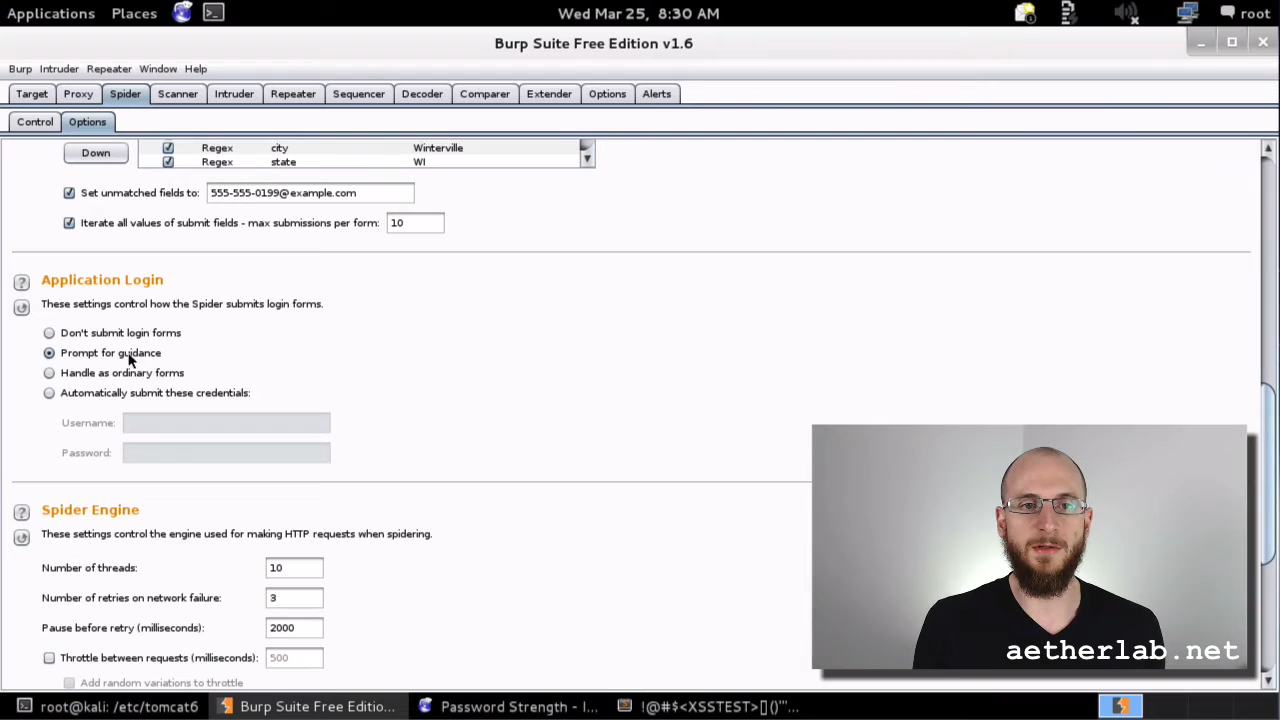 Applications Places Wed Mar 25, 8:30 AM root
Burp Suite Free Edition v1.6
Burp Intruder Repeater Window Help
Target Proxy Spider Scanner Intruder Repeater Sequencer Decoder Comparer Extender Options Alerts
Control Options
Down Regex city Winterville
Regex state WI
Set unmatched fields to: 555-555-0199@example.com
Iterate all values of submit fields - max submissions per form: 10
? Application Login
These settings control how the Spider submits login forms.
Don't submit login forms
Prompt for guidance
Handle as ordinary forms
Automatically submit these credentials:
Username:
Password:
? Spider Engine
These settings control the engine used for making HTTP requests when spidering.
Number of threads: 10
Number of retries on network failure: 3
Pause before retry (milliseconds): 2000
Throttle between requests (milliseconds): 500
Add random variations to throttle
aetherlab.net
root@kali: /etc/tomcat6 Burp Suite Free Editio... Password Strength - I... !@#$<XSSTEST>[]()'"...